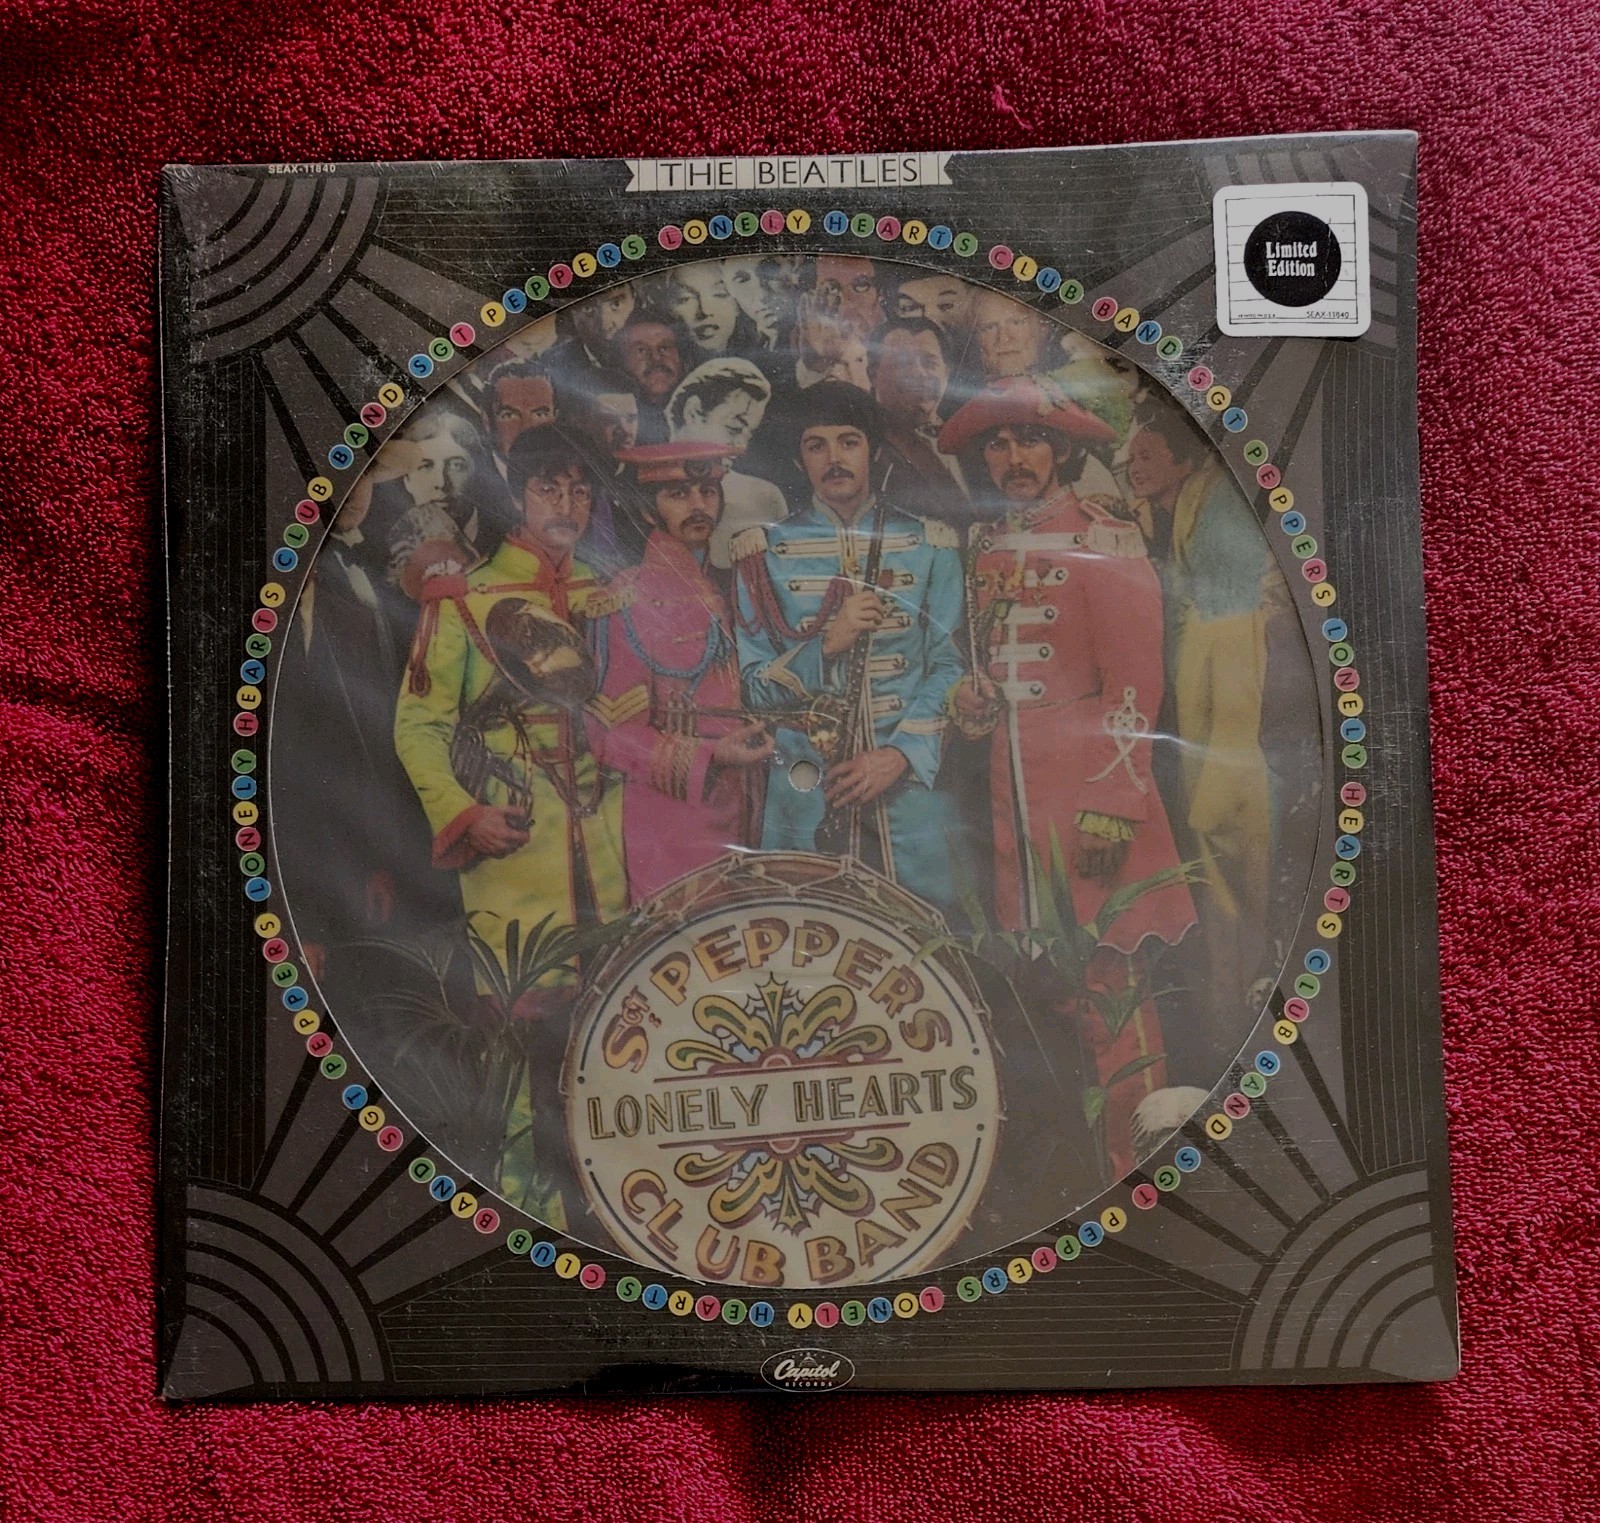 SEAX-11840
THE BEATLES
Limited
Edition
PRINTED IN U.S.A. SEAX-11840
SGT PEPPERS LONELY HEARTS CLUB BAND SGT PEPPERS LONELY HEARTS CLUB BAND SGT PEPPERS LONELY HEARTS CLUB BAND SGT PEPPERS LONELY HEARTS CLUB BAND
SGT. PEPPERS
LONELY HEARTS
CLUB BAND
Capitol
RECORDS